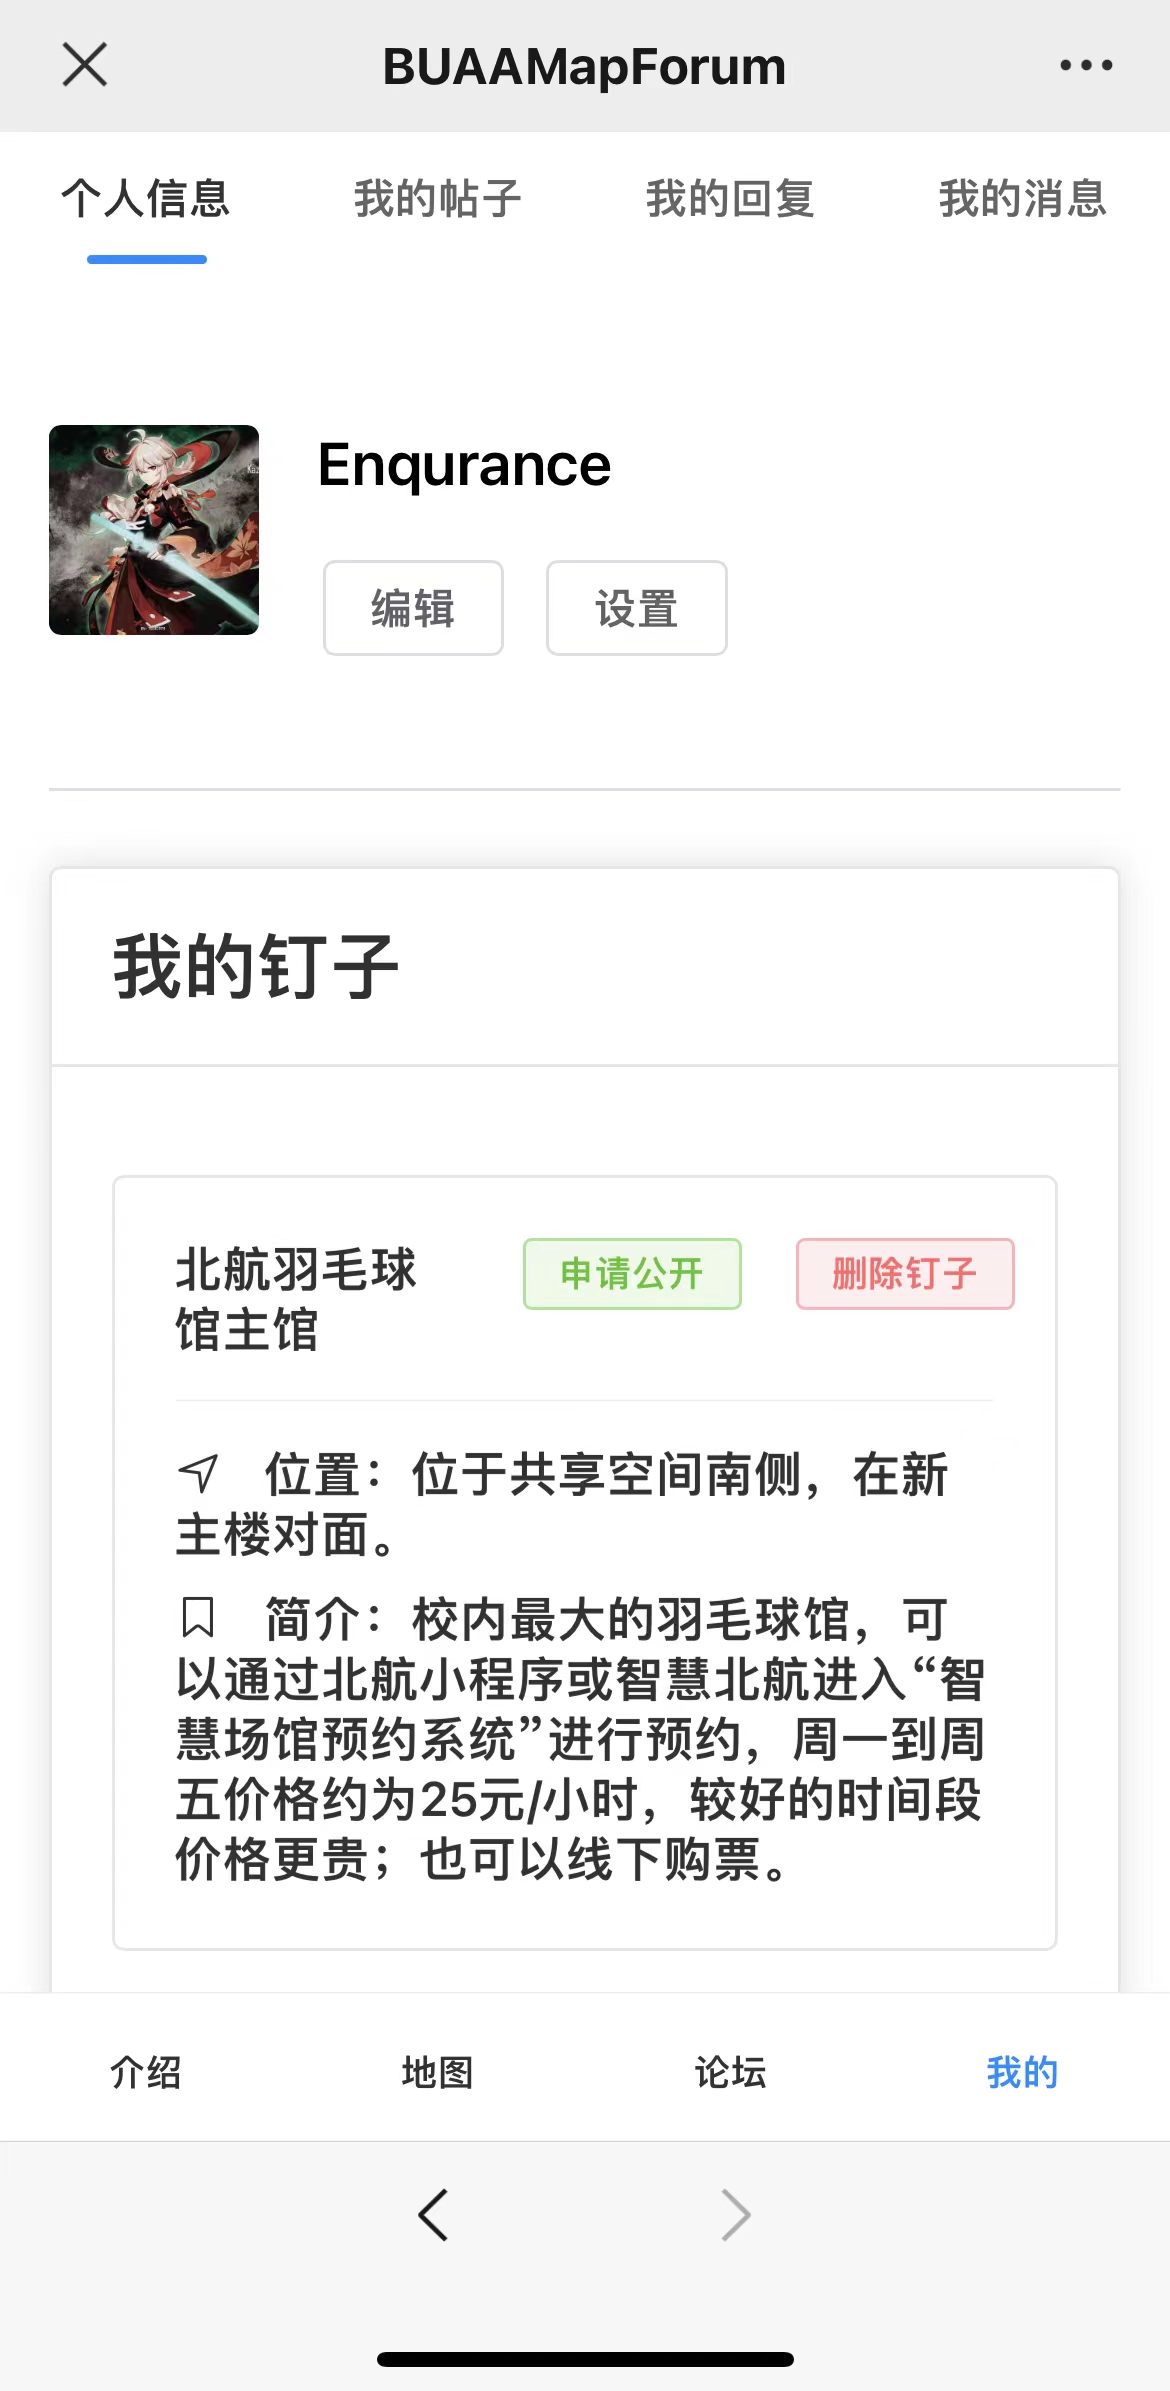 BUAAMapForum
个人信息 我的帖子 我的回复 我的消息
Enqurance
编辑 设置
我的钉子
北航羽毛球
馆主馆
申请公开 删除钉子
位置：位于共享空间南侧，在新
主楼对面。
简介：校内最大的羽毛球馆，可
以通过北航小程序或智慧北航进入“智
慧场馆预约系统”进行预约，周一到周
五价格约为25元/小时，较好的时间段
价格更贵；也可以线下购票。
介绍 地图 论坛 我的